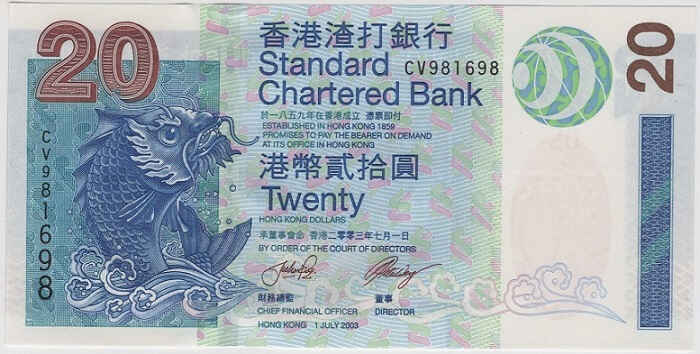 20
香港渣打銀行
Standard
Chartered Bank
CV981698
20
於一八五九年在香港成立 憑票即付
ESTABLISHED IN HONG KONG 1859
PROMISES TO PAY THE BEARER ON DEMAND
AT ITS OFFICE IN HONG KONG
CV981698
港幣貳拾圓
Twenty
HONG KONG DOLLARS
承董事會命 香港二零零三年七月一日
BY ORDER OF THE COURT OF DIRECTORS
財務總監 董事
CHIEF FINANCIAL OFFICER DIRECTOR
HONG KONG 1 JULY 2003